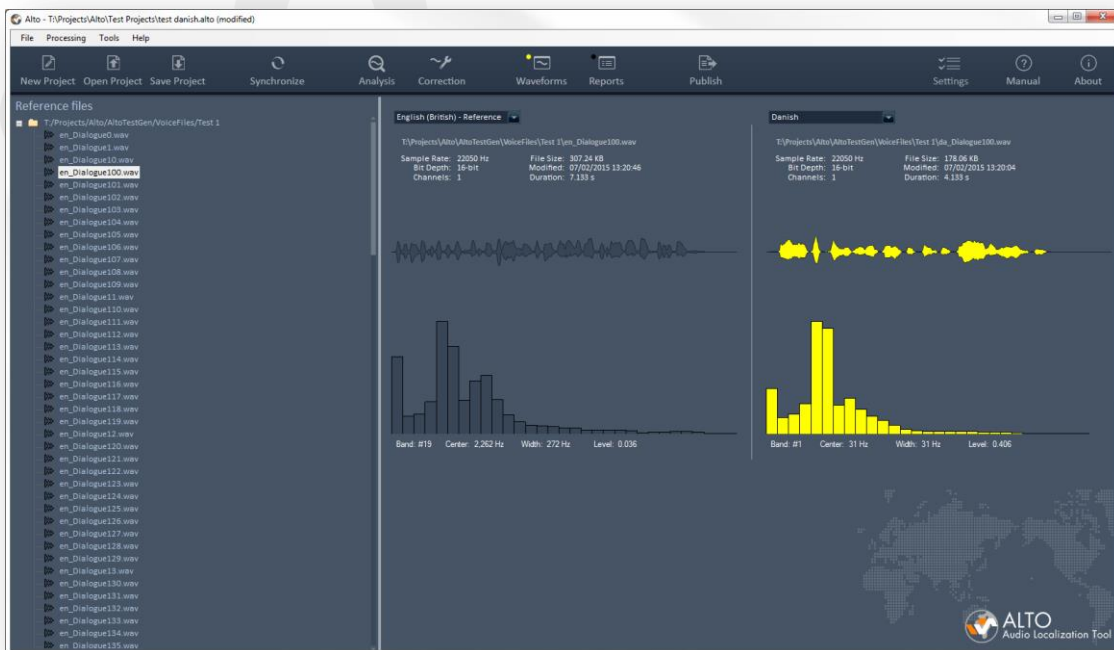 Alto - T:\Projects\Alto\Test Projects\test danish.alto (modified)
File Processing Tools Help
New Project Open Project Save Project Synchronize Analysis Correction Waveforms Reports Publish Settings Manual About
Reference files
T:/Projects/Alto/AltoTestGen/VoiceFiles/Test 1
en_Dialogue0.wav
en_Dialogue1.wav
en_Dialogue10.wav
en_Dialogue100.wav
en_Dialogue101.wav
en_Dialogue102.wav
en_Dialogue103.wav
en_Dialogue104.wav
en_Dialogue105.wav
en_Dialogue106.wav
en_Dialogue107.wav
en_Dialogue108.wav
en_Dialogue109.wav
en_Dialogue11.wav
en_Dialogue110.wav
en_Dialogue111.wav
en_Dialogue112.wav
en_Dialogue113.wav
en_Dialogue114.wav
en_Dialogue115.wav
en_Dialogue116.wav
en_Dialogue117.wav
en_Dialogue118.wav
en_Dialogue119.wav
en_Dialogue12.wav
en_Dialogue120.wav
en_Dialogue121.wav
en_Dialogue122.wav
en_Dialogue123.wav
en_Dialogue124.wav
en_Dialogue125.wav
en_Dialogue126.wav
en_Dialogue127.wav
en_Dialogue128.wav
en_Dialogue129.wav
en_Dialogue13.wav
en_Dialogue130.wav
en_Dialogue131.wav
en_Dialogue132.wav
en_Dialogue133.wav
en_Dialogue134.wav
en_Dialogue135.wav
English (British) - Reference
T:\Projects\Alto\AltoTestGen\VoiceFiles\Test 1\en_Dialogue100.wav
Sample Rate: 22050 Hz File Size: 307.24 KB
Bit Depth: 16-bit Modified: 07/02/2015 13:20:46
Channels: 1 Duration: 7.133 s
Band: #19 Center: 2,262 Hz Width: 272 Hz Level: 0.036
Danish
T:\Projects\Alto\AltoTestGen\VoiceFiles\Test 1\da_Dialogue100.wav
Sample Rate: 22050 Hz File Size: 178.06 KB
Bit Depth: 16-bit Modified: 07/02/2015 13:20:04
Channels: 1 Duration: 4.133 s
Band: #1 Center: 31 Hz Width: 31 Hz Level: 0.406
ALTO
Audio Localization Tool